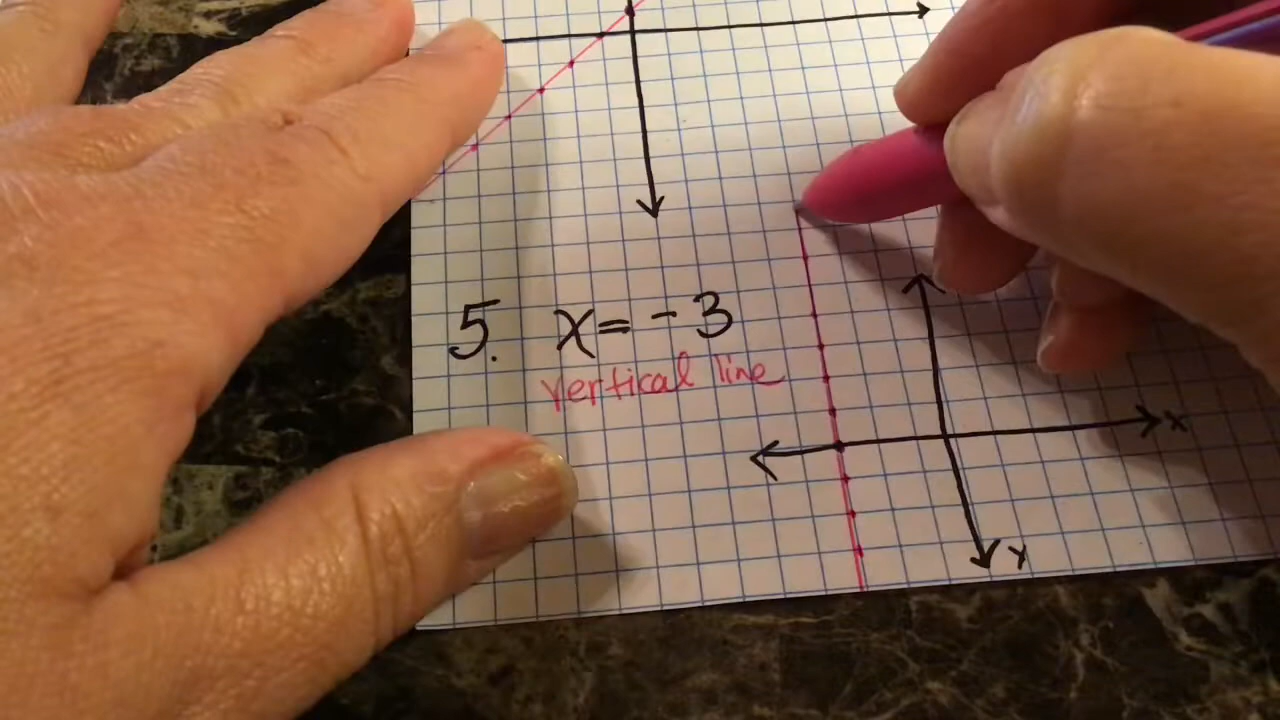 5. x = -3
vertical line
x
y